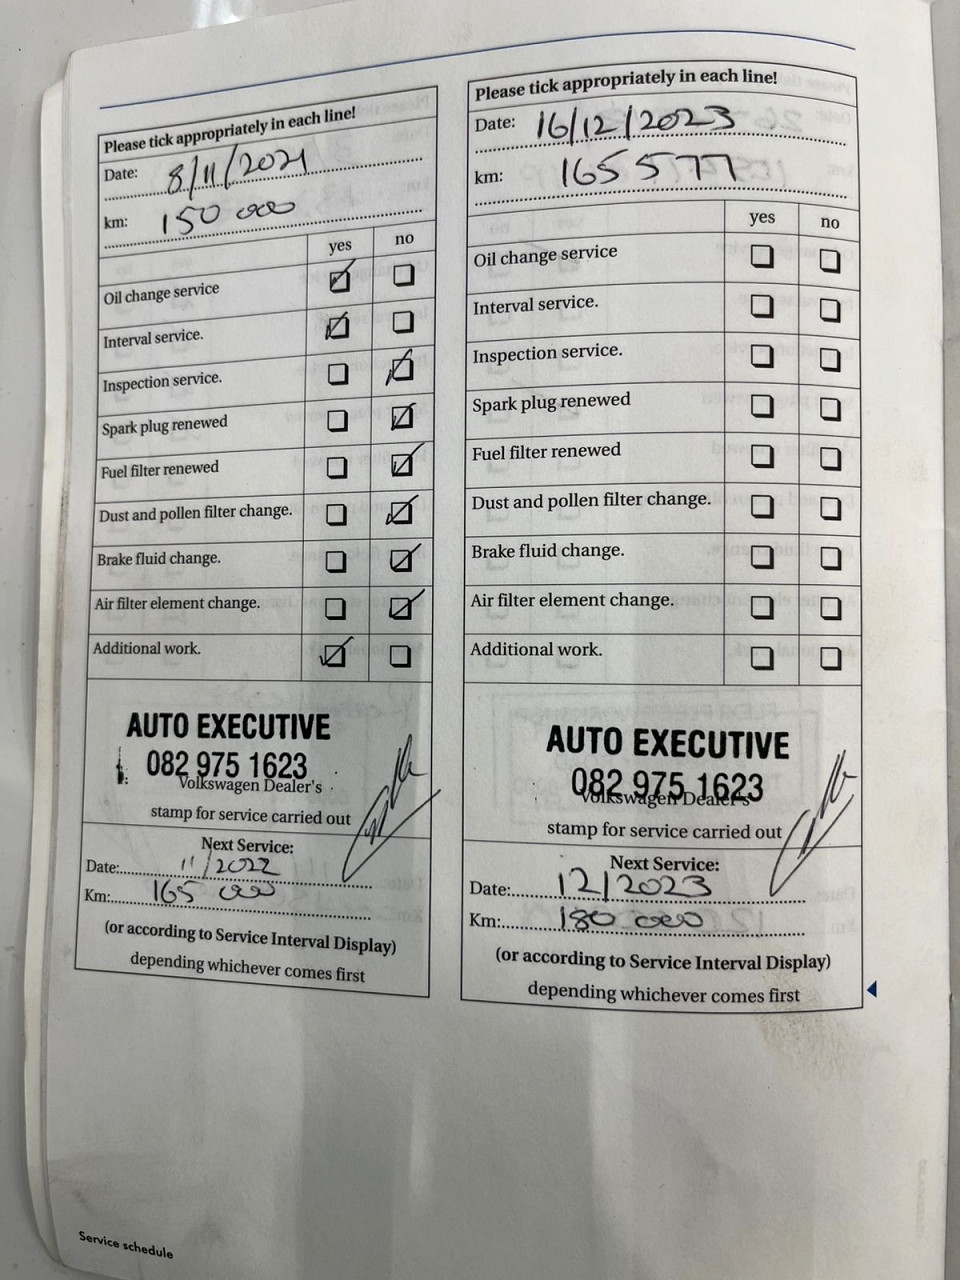 Please tick appropriately in each line!
Date: 8/11/2021
km: 150 000
yes no
Oil change service
Interval service.
Inspection service.
Spark plug renewed
Fuel filter renewed
Dust and pollen filter change.
Brake fluid change.
Air filter element change.
Additional work.
AUTO EXECUTIVE
082 975 1623
Volkswagen Dealer's
stamp for service carried out
Next Service:
Date: 11/2022
Km: 165 000
(or according to Service Interval Display)
depending whichever comes first
Please tick appropriately in each line!
Date: 16/12/2023
km: 165 577
yes no
Oil change service
Interval service.
Inspection service.
Spark plug renewed
Fuel filter renewed
Dust and pollen filter change.
Brake fluid change.
Air filter element change.
Additional work.
AUTO EXECUTIVE
082 975 1623
Volkswagen Dealer's
stamp for service carried out
Next Service:
Date: 12/2023
Km: 180 000
(or according to Service Interval Display)
depending whichever comes first
Service schedule